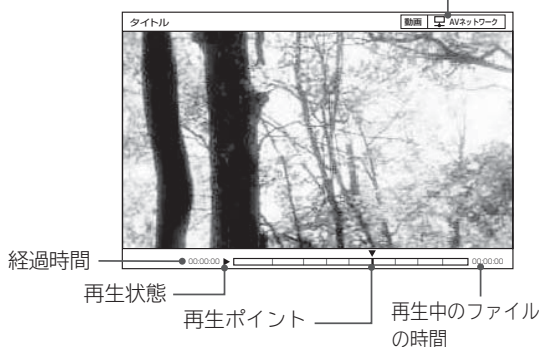 タイトル
動画 AVネットワーク
経過時間
00:00:00
00:00:00
再生状態
再生ポイント
再生中のファイル
の時間